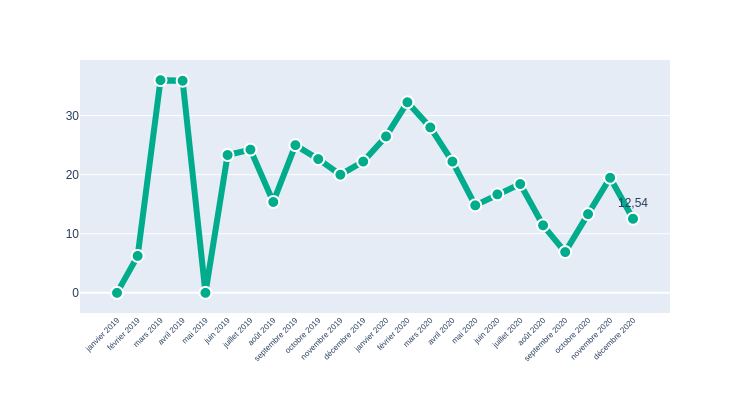 30
20
10
0
12,54
janvier 2019
février 2019
mars 2019
avril 2019
mai 2019
juin 2019
juillet 2019
août 2019
septembre 2019
octobre 2019
novembre 2019
décembre 2019
janvier 2020
février 2020
mars 2020
avril 2020
mai 2020
juin 2020
juillet 2020
août 2020
septembre 2020
octobre 2020
novembre 2020
décembre 2020